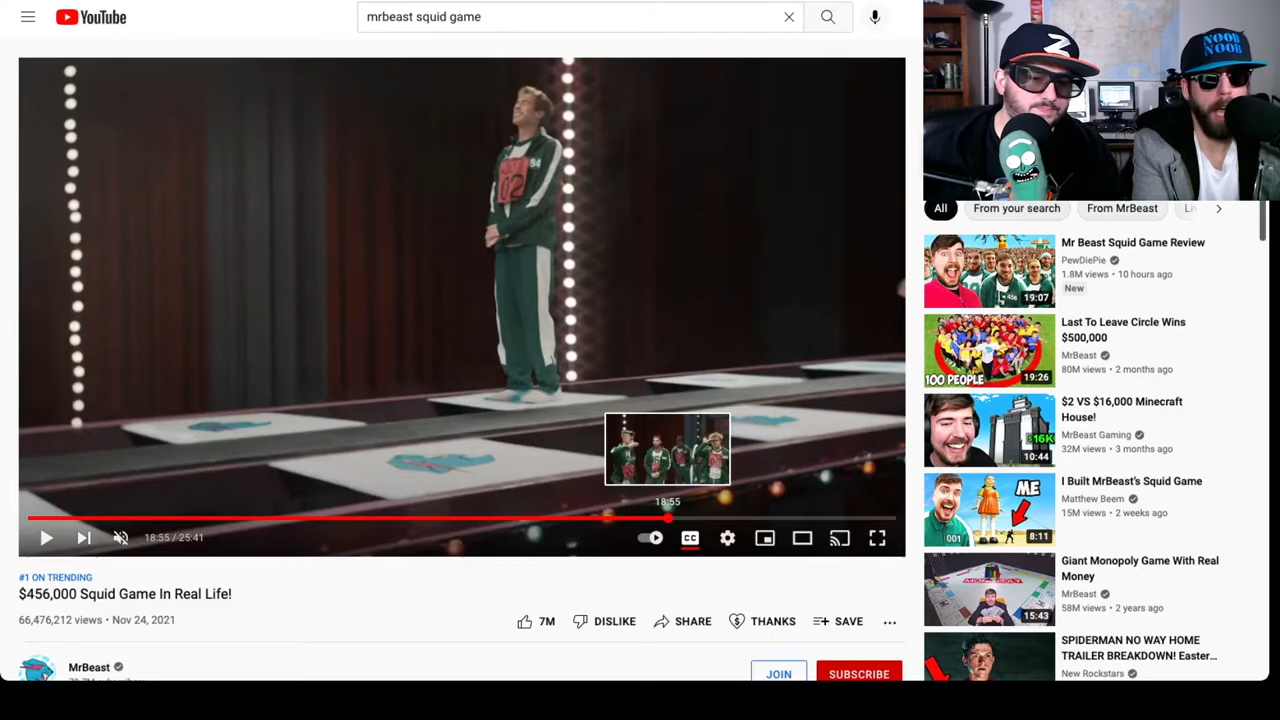 YouTube
mrbeast squid game
Z
NOOB
NOOB
84
02
18:55
18:55 / 25:41
CC
#1 ON TRENDING
$456,000 Squid Game In Real Life!
66,476,212 views • Nov 24, 2021
7M
DISLIKE
SHARE
THANKS
SAVE
MrBeast
JOIN
SUBSCRIBE
All
From your search
From MrBeast
Mr Beast Squid Game Review
PewDiePie
1.8M views • 10 hours ago
New
19:07
Last To Leave Circle Wins
$500,000
MrBeast
80M views • 2 months ago
100 PEOPLE
19:26
$2 VS $16,000 Minecraft
House!
MrBeast Gaming
32M views • 3 months ago
$16K
10:44
I Built MrBeast's Squid Game
Matthew Beem
15M views • 2 weeks ago
ME
001
8:11
Giant Monopoly Game With Real
Money
MrBeast
58M views • 2 years ago
15:43
SPIDERMAN NO WAY HOME
TRAILER BREAKDOWN! Easter...
New Rockstars